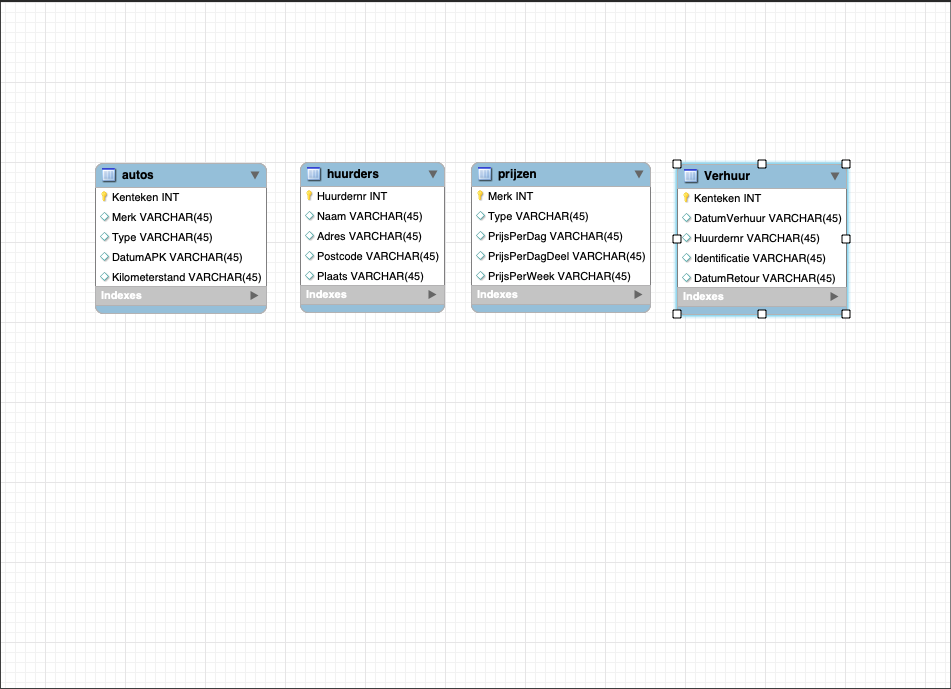 autos
Kenteken INT
Merk VARCHAR(45)
Type VARCHAR(45)
DatumAPK VARCHAR(45)
Kilometerstand VARCHAR(45)
Indexes
huurders
Huurdernr INT
Naam VARCHAR(45)
Adres VARCHAR(45)
Postcode VARCHAR(45)
Plaats VARCHAR(45)
Indexes
prijzen
Merk INT
Type VARCHAR(45)
PrijsPerDag VARCHAR(45)
PrijsPerDagDeel VARCHAR(45)
PrijsPerWeek VARCHAR(45)
Indexes
Verhuur
Kenteken INT
DatumVerhuur VARCHAR(45)
Huurdernr VARCHAR(45)
Identificatie VARCHAR(45)
DatumRetour VARCHAR(45)
Indexes